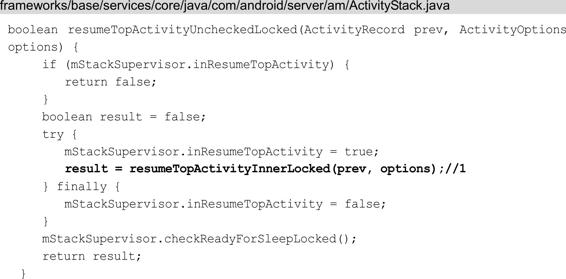 frameworks/base/services/core/java/com/android/server/am/ActivityStack.java
boolean resumeTopActivityUncheckedLocked(ActivityRecord prev, ActivityOptions
options) {
if (mStackSupervisor.inResumeTopActivity) {
return false;
}
boolean result = false;
try {
mStackSupervisor.inResumeTopActivity = true;
result = resumeTopActivityInnerLocked(prev, options);//1
} finally {
mStackSupervisor.inResumeTopActivity = false;
}
mStackSupervisor.checkReadyForSleepLocked();
return result;
}